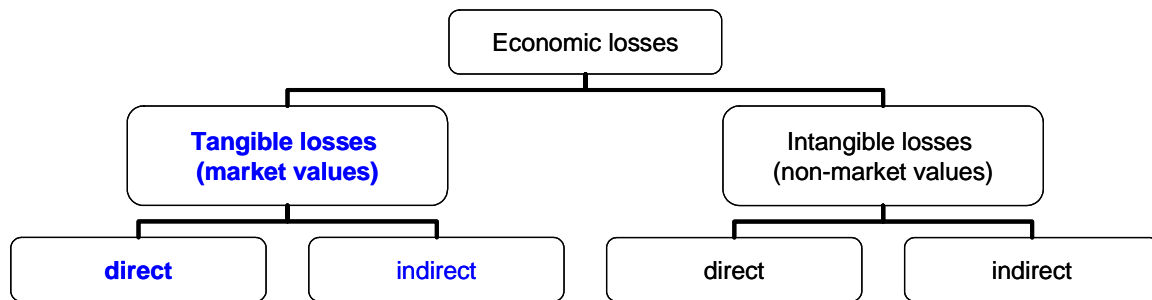 Economic losses
Tangible losses
(market values)
Intangible losses
(non-market values)
direct
indirect
direct
indirect